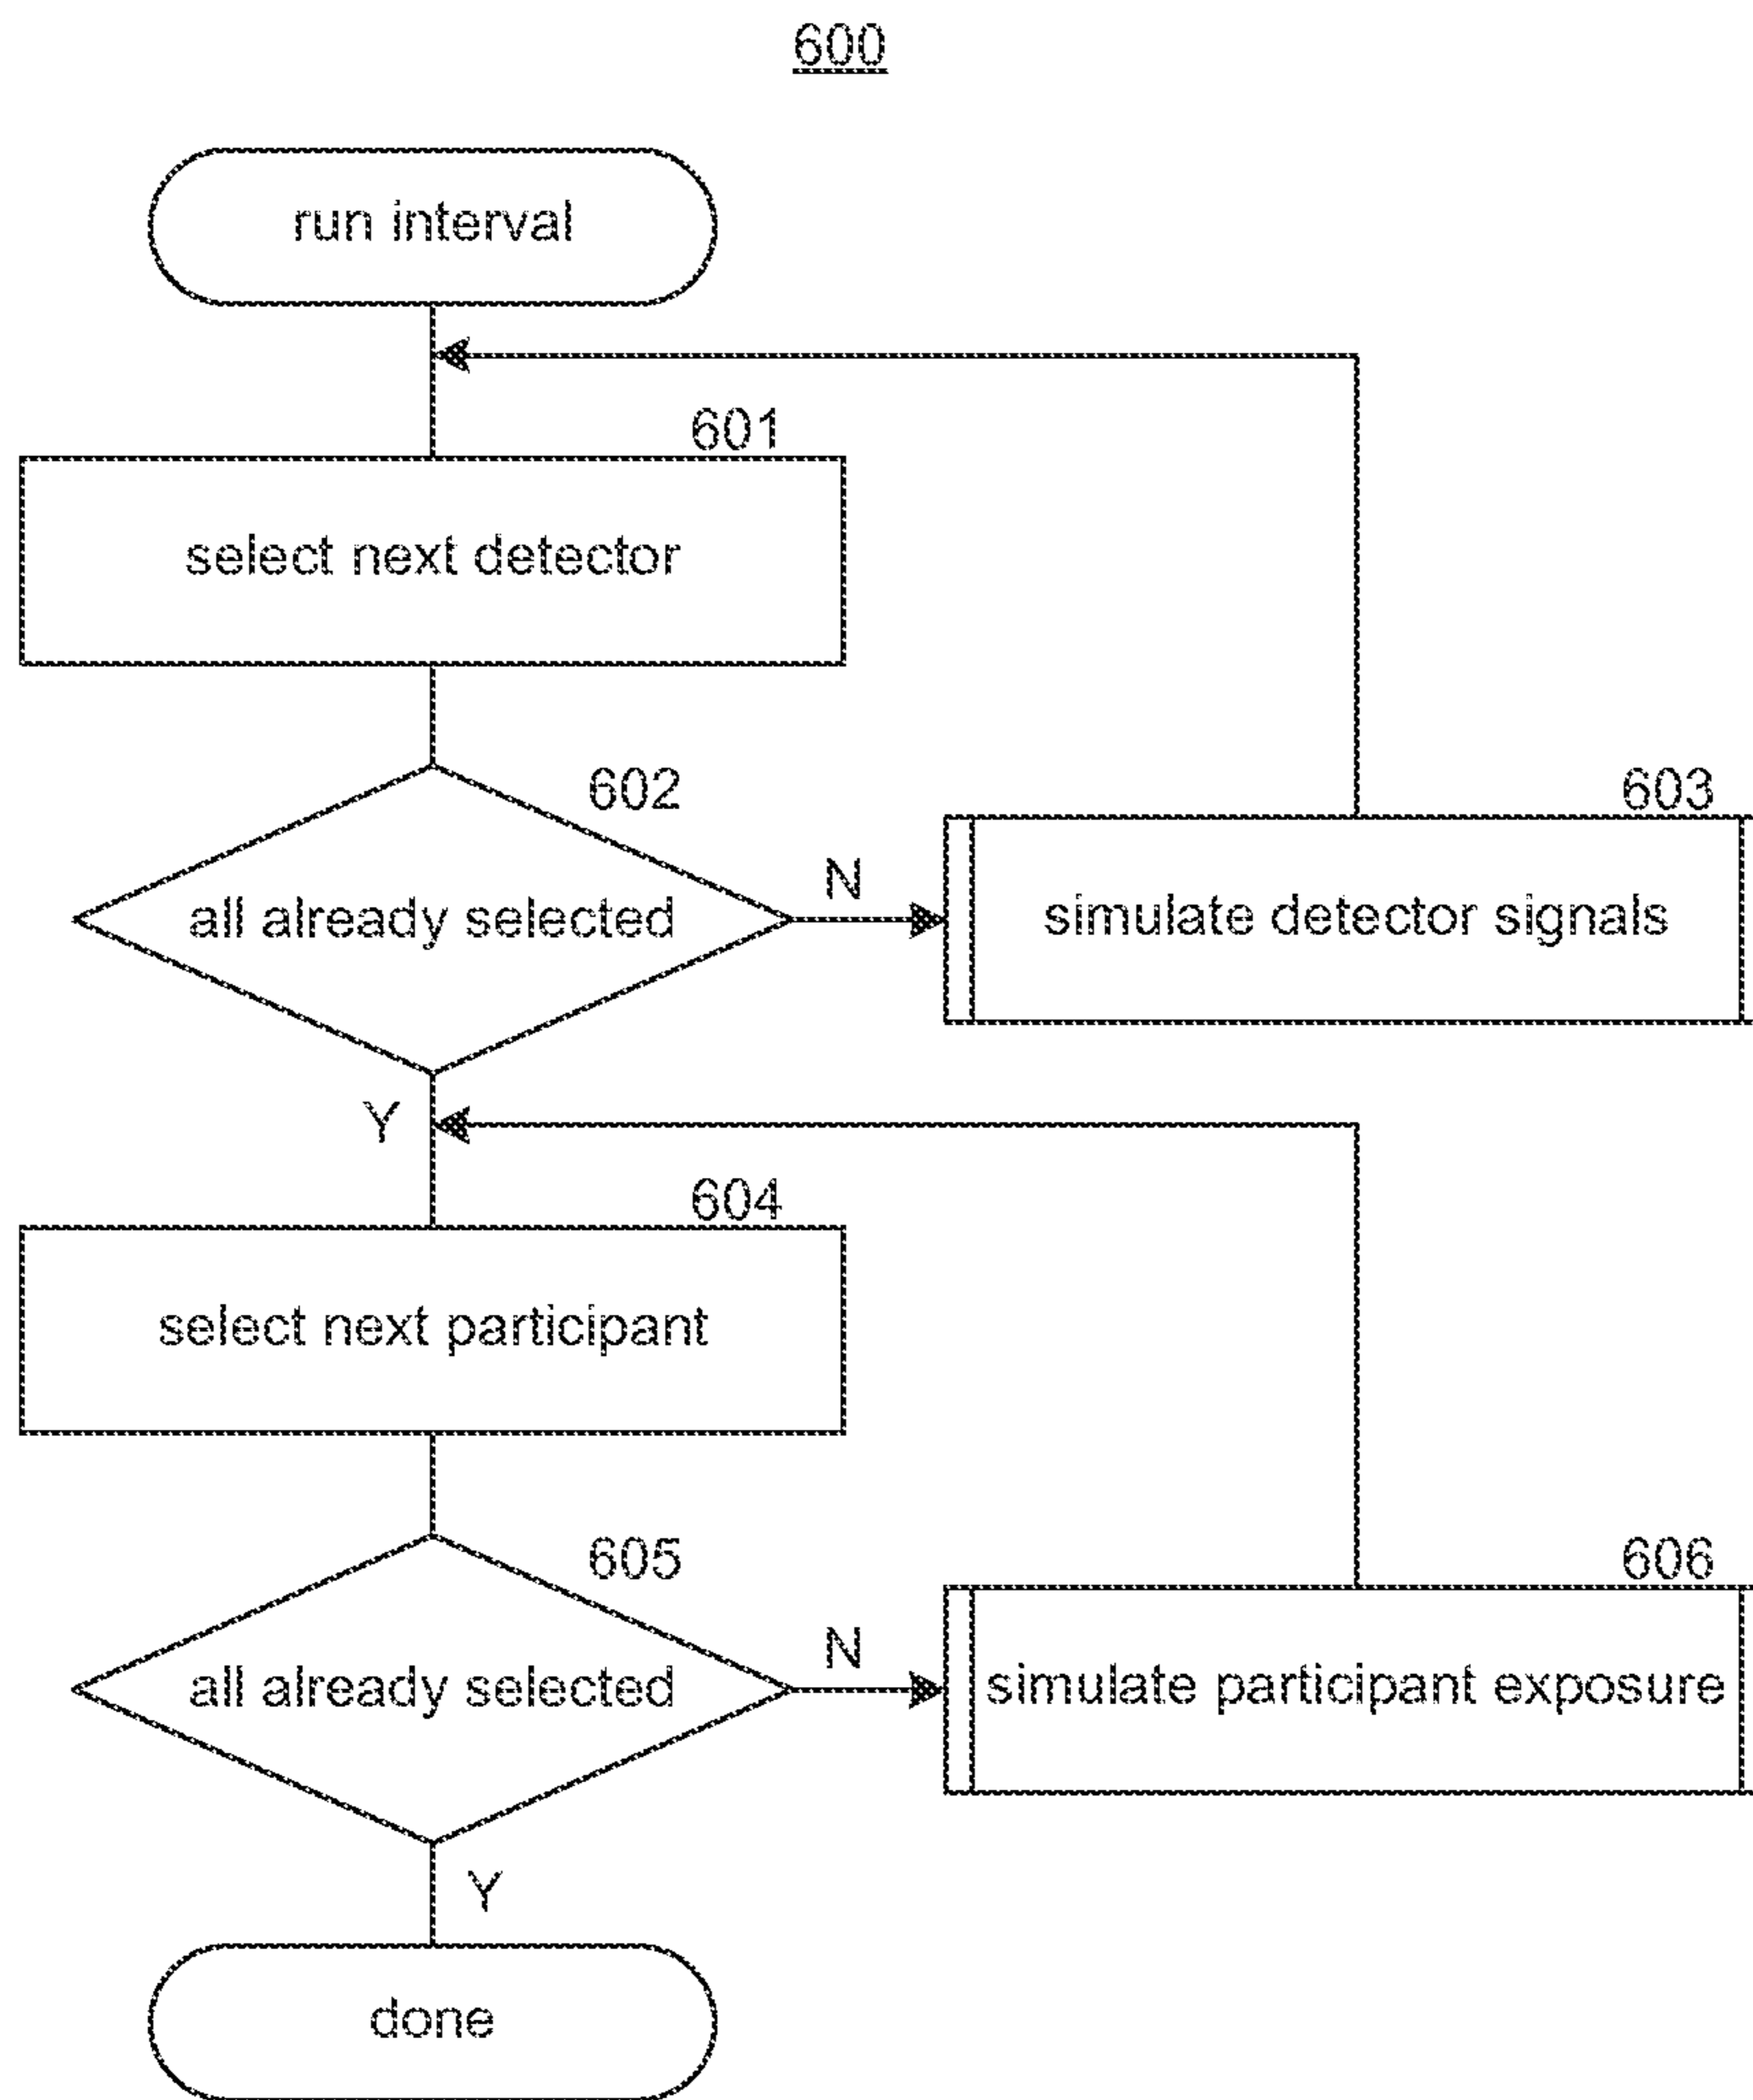 600
run interval
601
select next detector
602
all already selected
N
603
simulate detector signals
Y
604
select next participant
605
all already selected
N
606
simulate participant exposure
Y
done